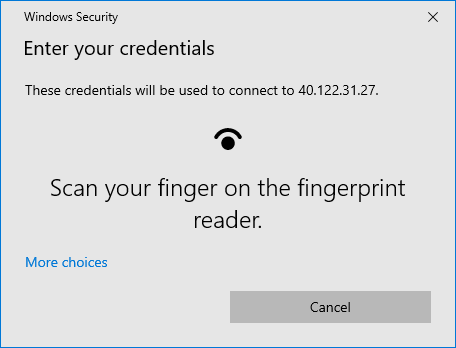 Windows Security
Enter your credentials
These credentials will be used to connect to 40.122.31.27.
Scan your finger on the fingerprint
reader.
More choices
Cancel